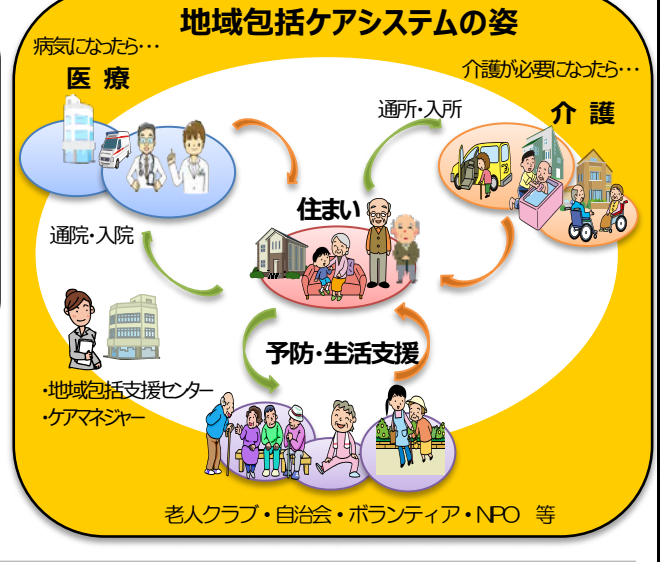 地域包括ケアシステムの姿
病気になったら…
医 療
介護が必要になったら…
通所・入所
介 護
住まい
通院・入院
予防・生活支援
・地域包括支援センター
・ケアマネジャー
老人クラブ・自治会・ボランティア・NPO 等